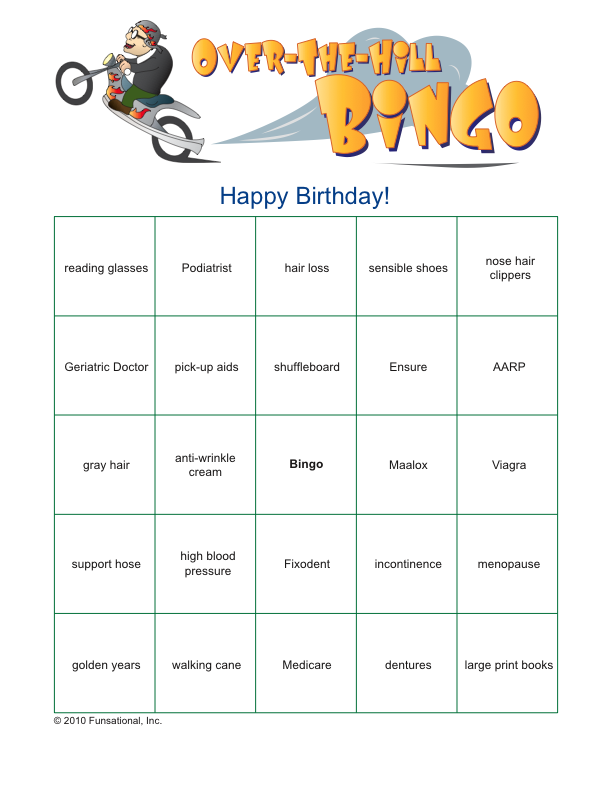 OVER-THE-HiLL
BiNGO
Happy Birthday!
reading glasses
Podiatrist
hair loss
sensible shoes
nose hair
clippers
Geriatric Doctor
pick-up aids
shuffleboard
Ensure
AARP
gray hair
anti-wrinkle
cream
Bingo
Maalox
Viagra
support hose
high blood
pressure
Fixodent
incontinence
menopause
golden years
walking cane
Medicare
dentures
large print books
© 2010 Funsational, Inc.